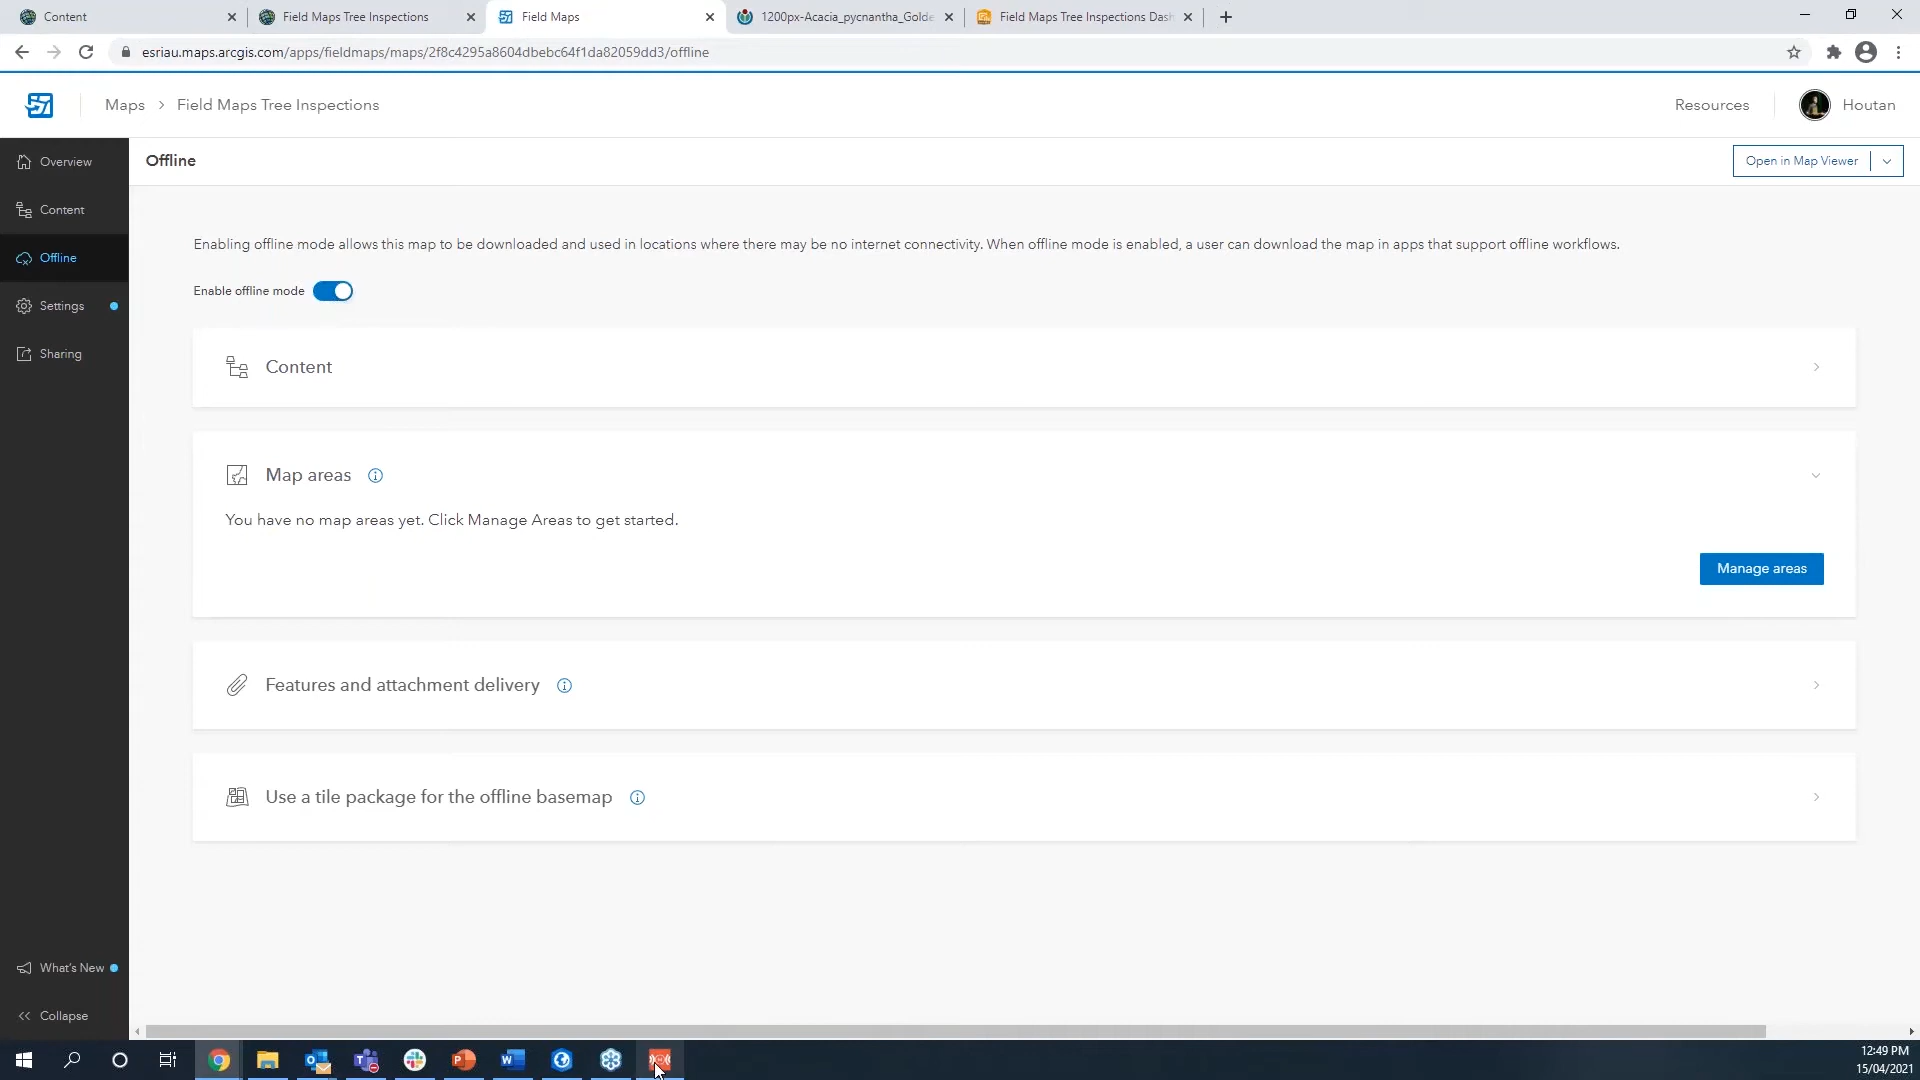 Content
Field Maps Tree Inspections
Field Maps
1200px-Acacia_pycnantha_Golde
Field Maps Tree Inspections Dash
esriau.maps.arcgis.com/apps/fieldmaps/maps/2f8c4295a8604dbebc64f1da82059dd3/offline
Maps > Field Maps Tree Inspections
Resources
Houtan
Overview
Content
Offline
Settings
Sharing
What's New
Collapse
Offline
Open in Map Viewer
Enabling offline mode allows this map to be downloaded and used in locations where there may be no internet connectivity. When offline mode is enabled, a user can download the map in apps that support offline workflows.
Enable offline mode
Content
Map areas
You have no map areas yet. Click Manage Areas to get started.
Manage areas
Features and attachment delivery
Use a tile package for the offline basemap
12:49 PM
15/04/2021